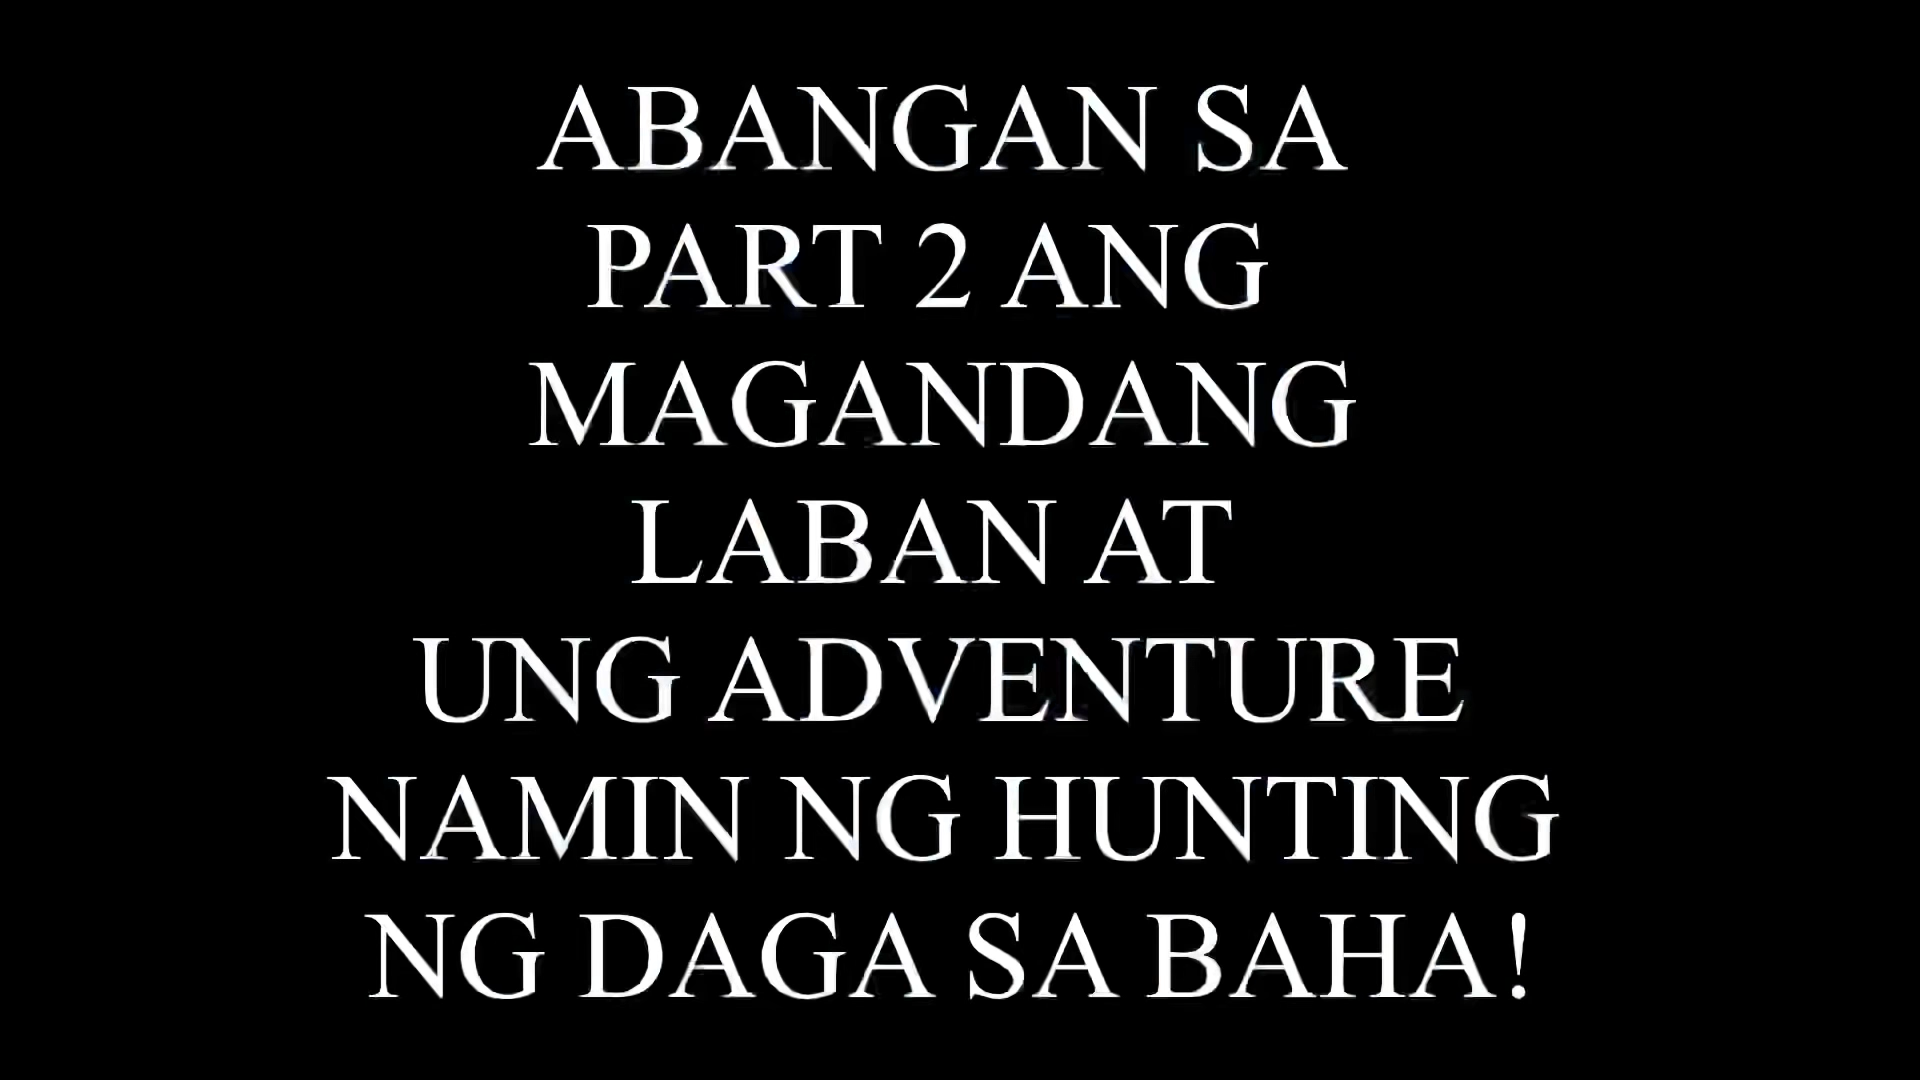 ABANGAN SA
PART 2 ANG
MAGANDANG
LABAN AT
UNG ADVENTURE
NAMIN NG HUNTING
NG DAGA SA BAHA!